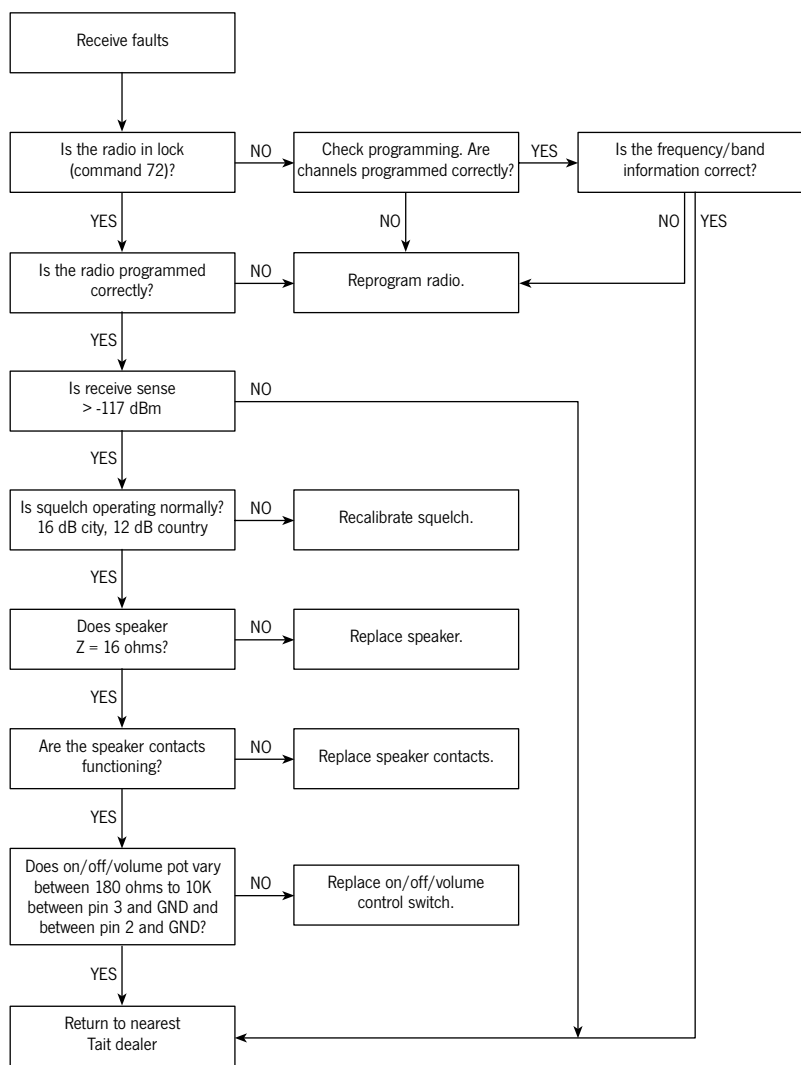 Receive faults
Is the radio in lock
(command 72)?
NO
Check programming. Are
channels programmed correctly?
YES
Is the frequency/band
information correct?
YES
NO
NO
YES
Is the radio programmed
correctly?
NO
Reprogram radio.
YES
Is receive sense
> -117 dBm
NO
YES
Is squelch operating normally?
16 dB city, 12 dB country
NO
Recalibrate squelch.
YES
Does speaker
Z = 16 ohms?
NO
Replace speaker.
YES
Are the speaker contacts
functioning?
NO
Replace speaker contacts.
YES
Does on/off/volume pot vary
between 180 ohms to 10K
between pin 3 and GND and
between pin 2 and GND?
NO
Replace on/off/volume
control switch.
YES
Return to nearest
Tait dealer